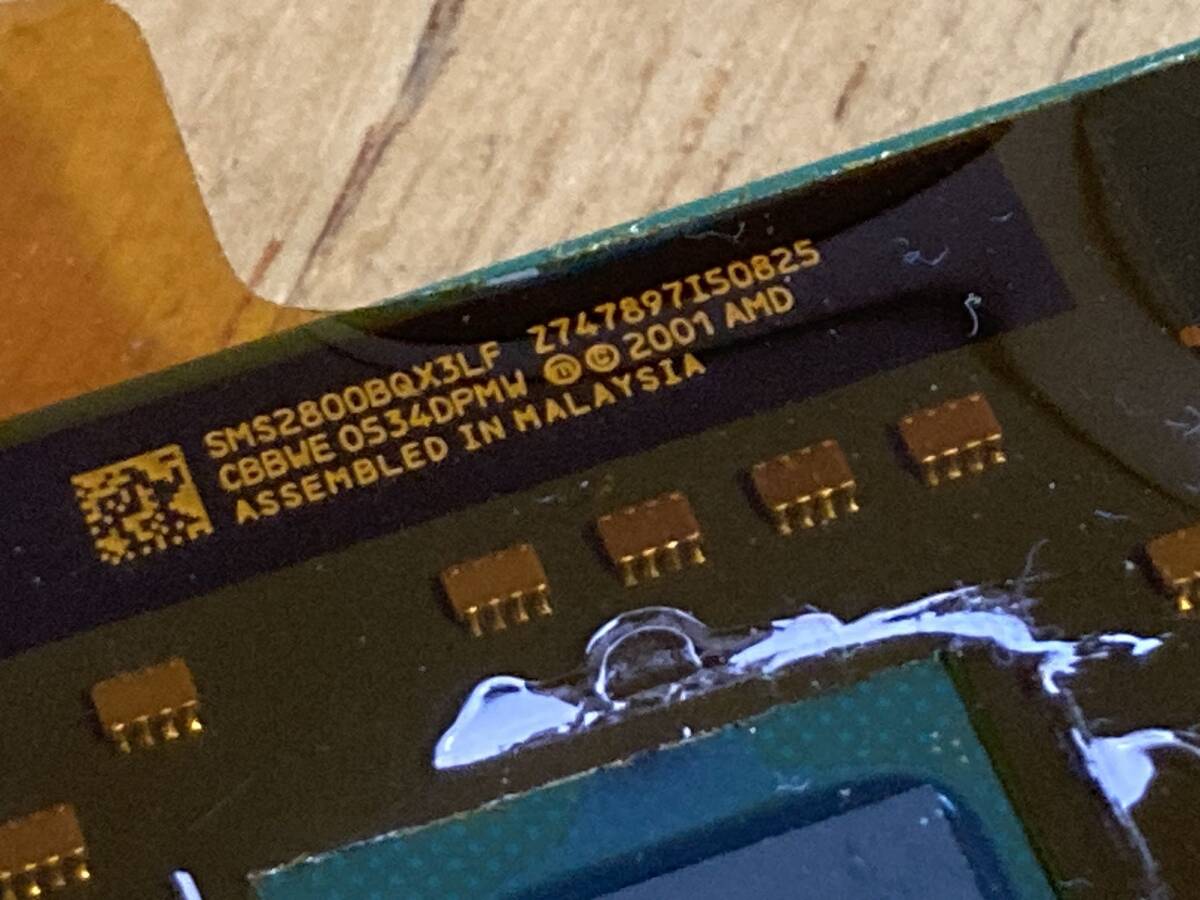 SMS2800BQX3LF Z747897I50825
CBBWE 0534DPMW ⓜ © 2001 AMD
ASSEMBLED IN MALAYSIA